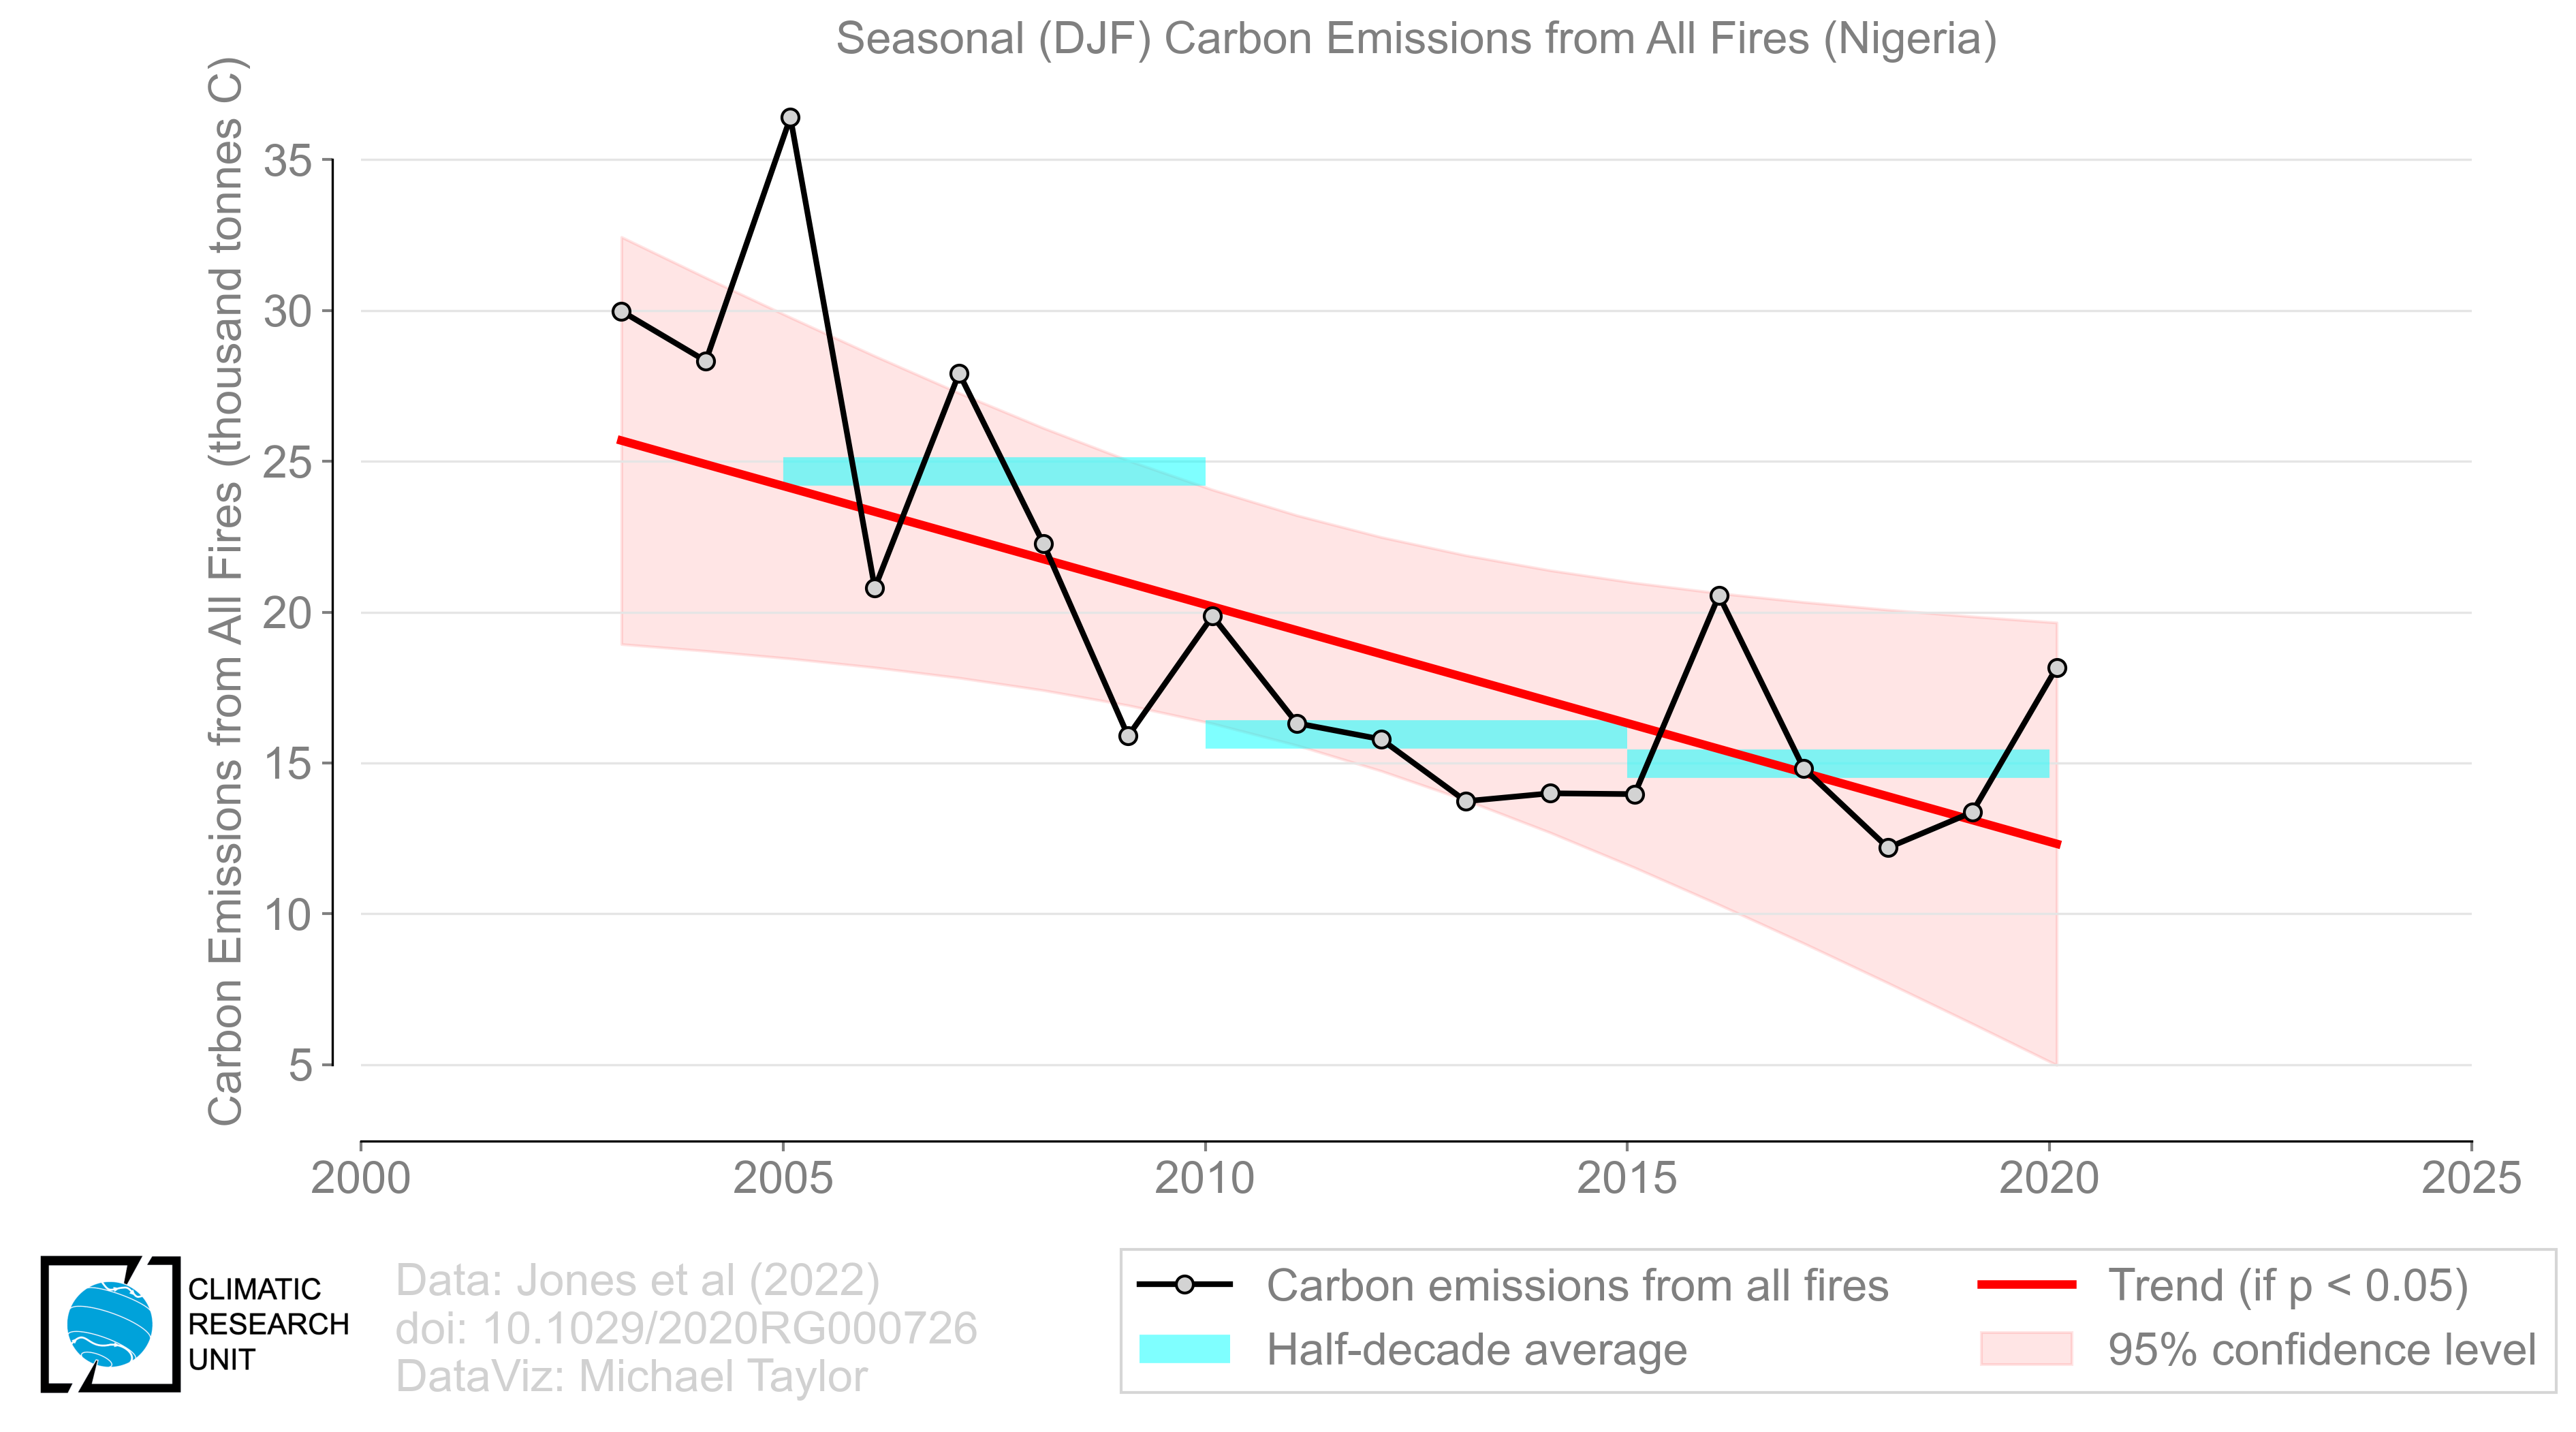 Seasonal (DJF) Carbon Emissions from All Fires (Nigeria)
Carbon Emissions from All Fires (thousand tonnes C)
35
30
25
20
15
10
5
2000 2005 2010 2015 2020 2025
CLIMATIC
RESEARCH
UNIT
Data: Jones et al (2022)
doi: 10.1029/2020RG000726
DataViz: Michael Taylor
Carbon emissions from all fires
Half-decade average
Trend (if p < 0.05)
95% confidence level